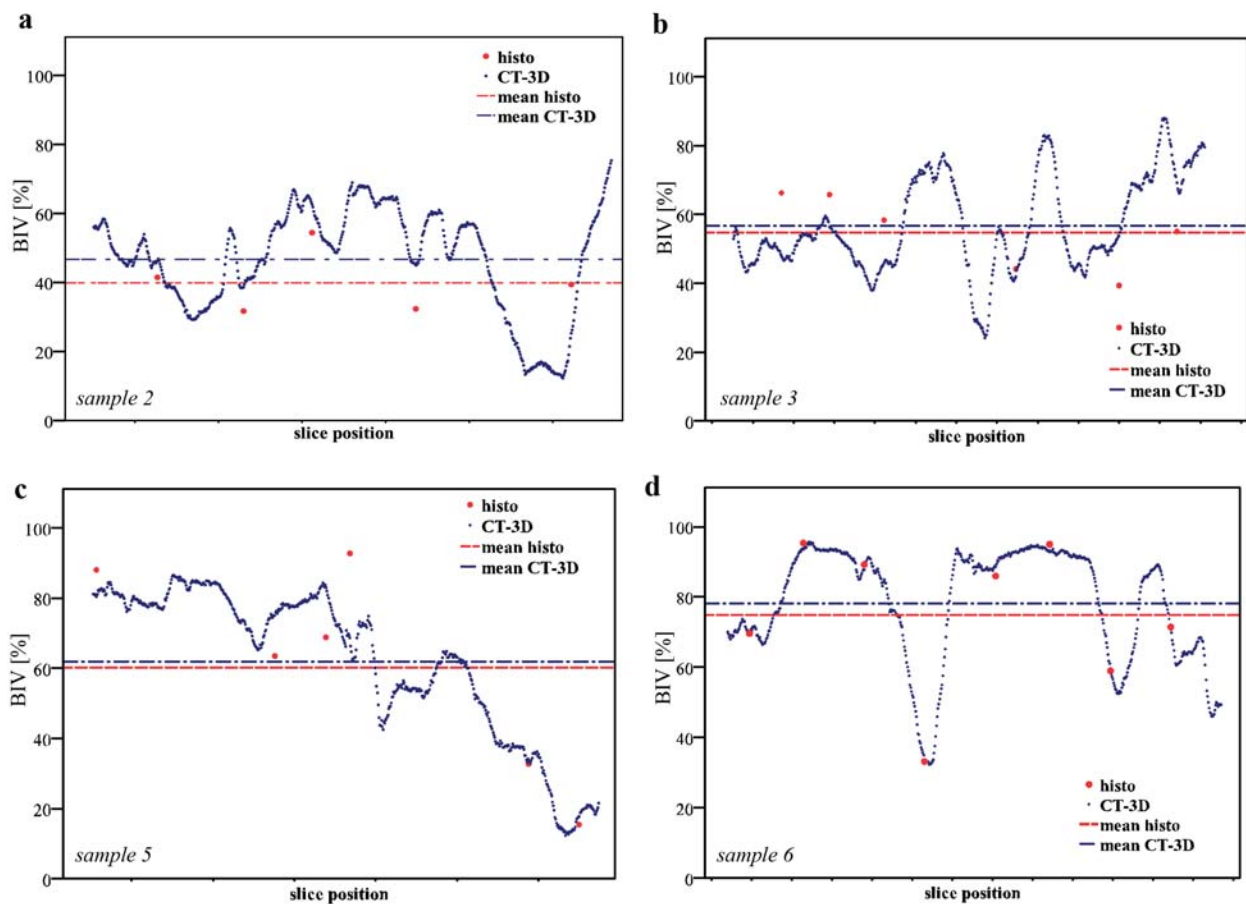 a
histo
CT-3D
mean histo
mean CT-3D
100
80
60
40
20
0
BIV [%]
sample 2
slice position
b
100
80
60
40
20
0
BIV [%]
histo
CT-3D
mean histo
mean CT-3D
sample 3
slice position
c
histo
CT-3D
mean histo
mean CT-3D
100
80
60
40
20
0
BIV [%]
sample 5
slice position
d
100
80
60
40
20
0
BIV [%]
histo
CT-3D
mean histo
mean CT-3D
sample 6
slice position